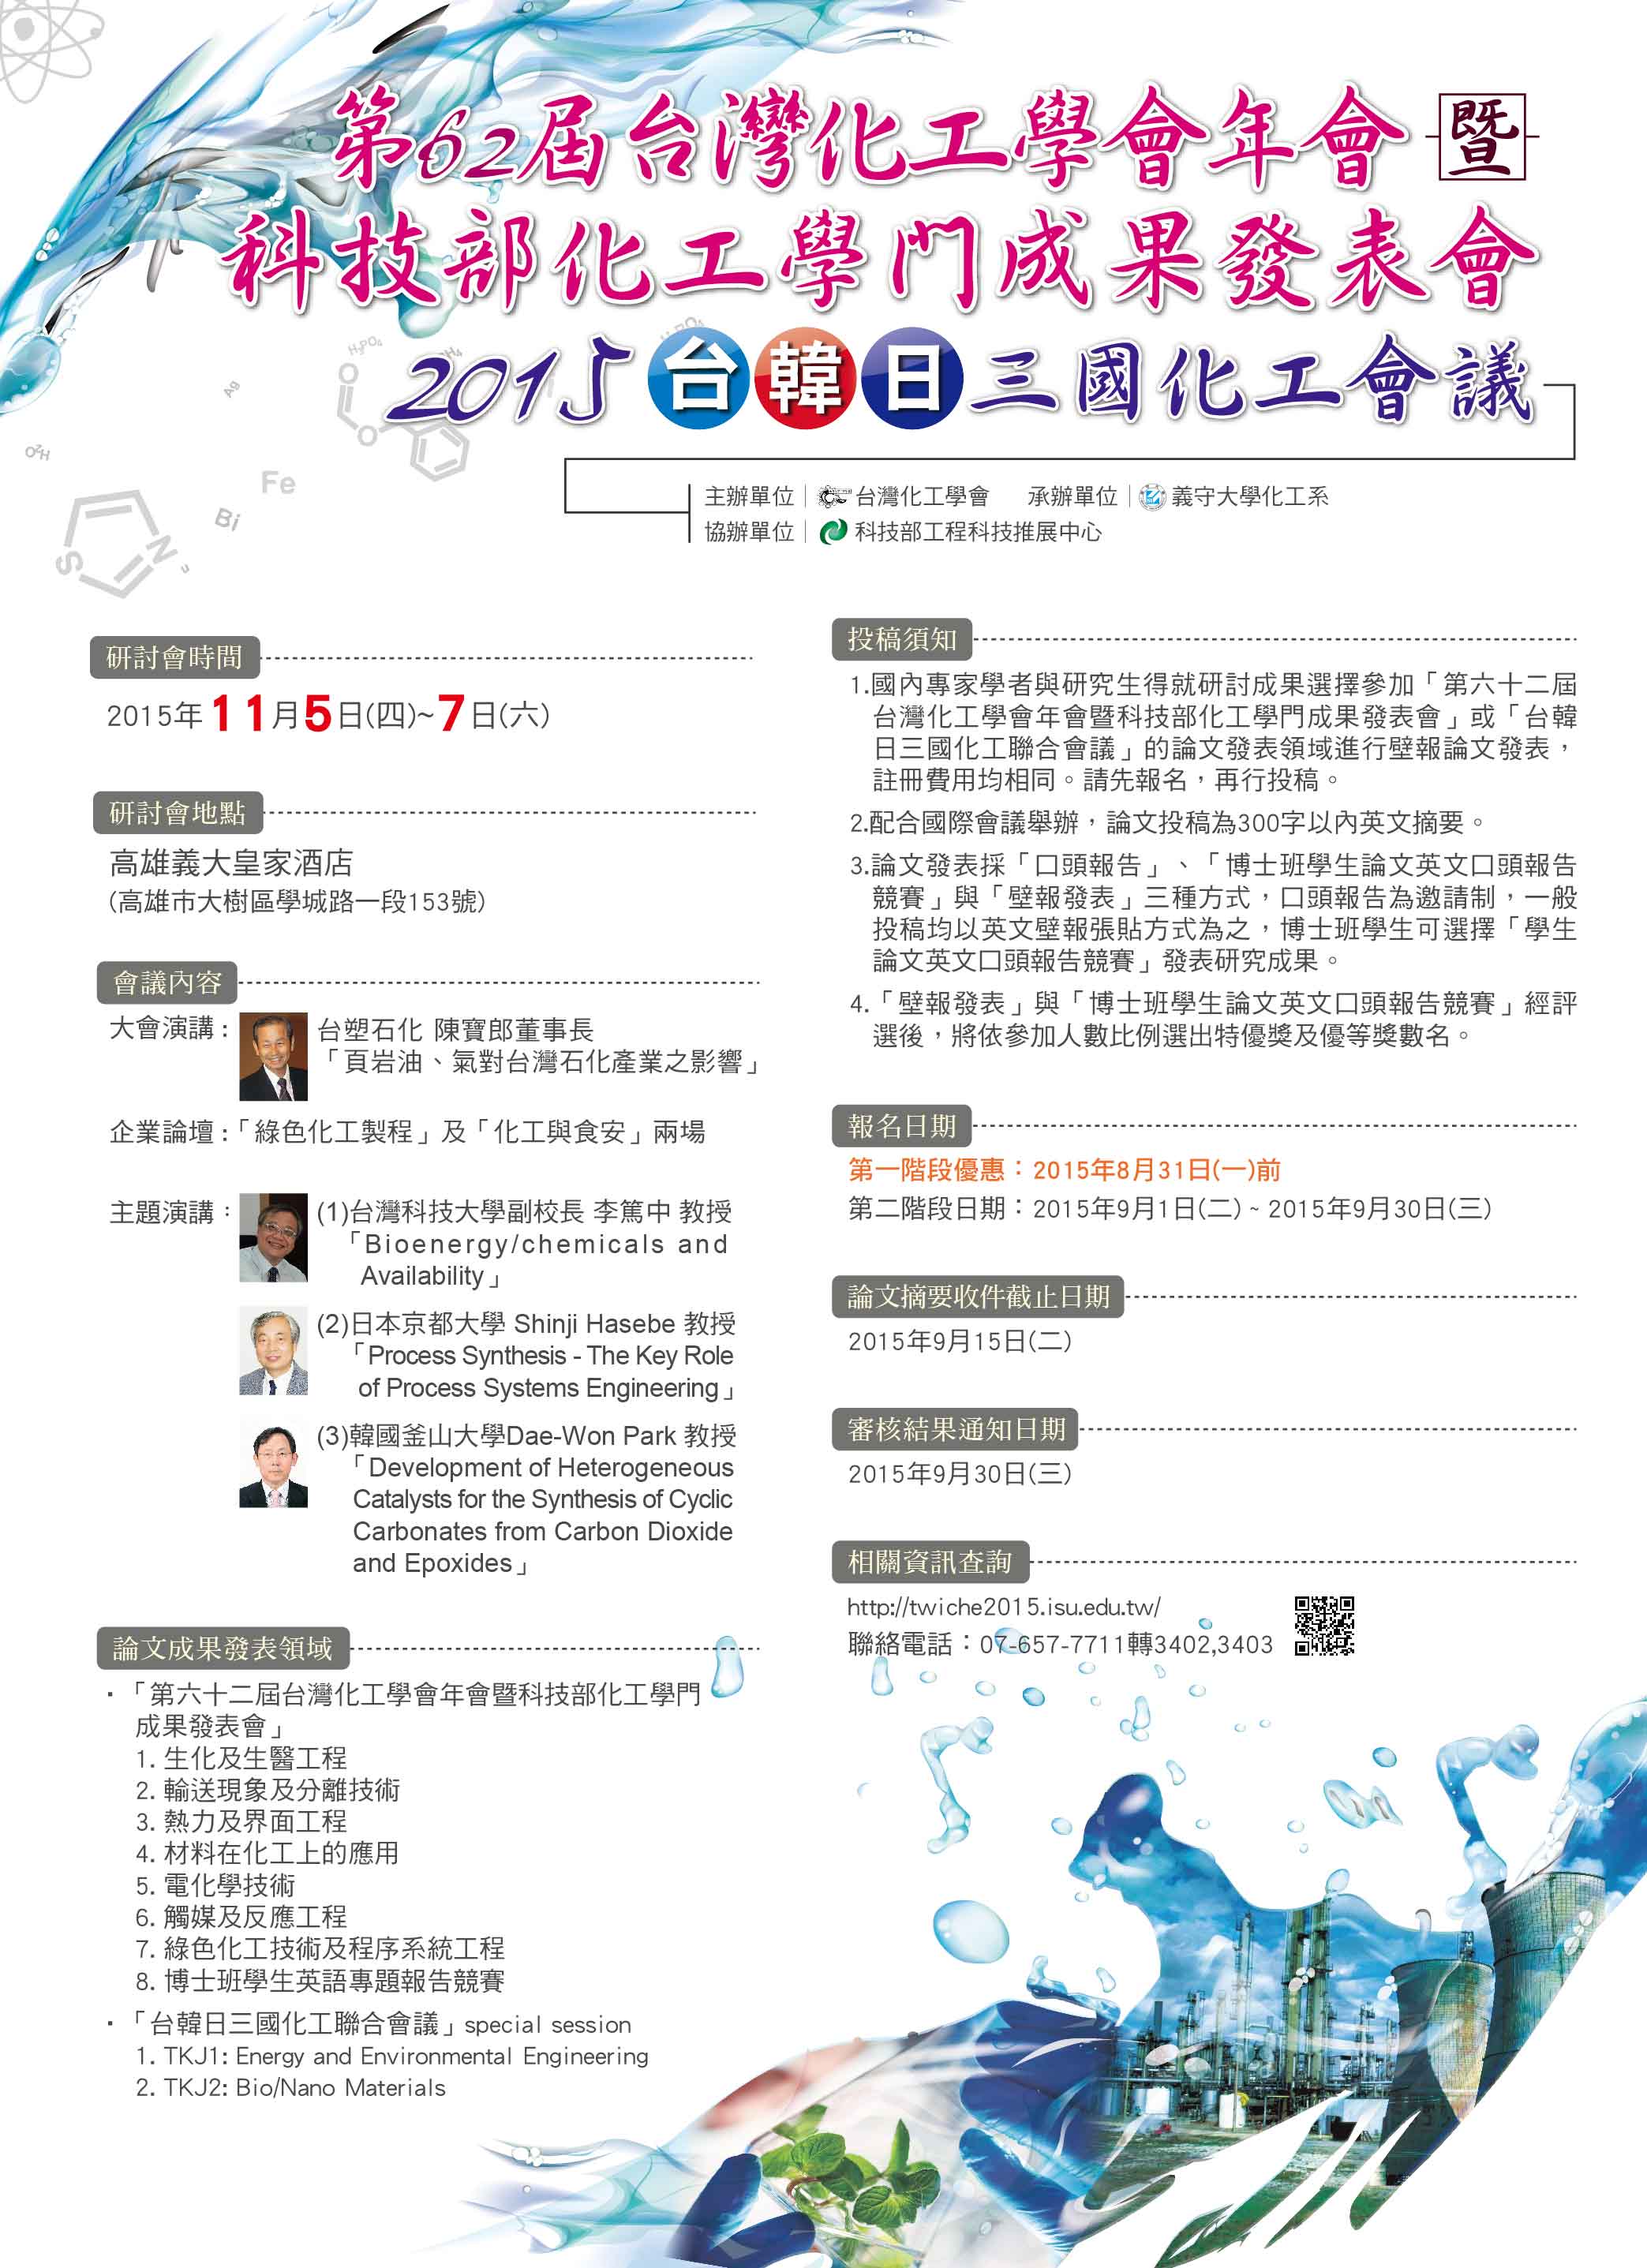 第62屆台灣化工學會年會 暨
科技部化工學門成果發表會
2015 台韓日三國化工會議
主辦單位 台灣化工學會 承辦單位 義守大學化工系
協辦單位 科技部工程科技推展中心
H₃PO₄
Ag
O
O
Fe
Bi
S
N
研討會時間
2015年11月5日(四)~7日(六)
研討會地點
高雄義大皇家酒店
(高雄市大樹區學城路一段153號)
會議內容
大會演講:
台塑石化 陳寶郎董事長
「頁岩油、氣對台灣石化產業之影響」
企業論壇:「綠色化工製程」及「化工與食安」兩場
主題演講:
(1)台灣科技大學副校長 李篤中 教授
「Bioenergy/chemicals and
Availability」
(2)日本京都大學 Shinji Hasebe 教授
「Process Synthesis - The Key Role
of Process Systems Engineering」
(3)韓國釜山大學Dae-Won Park 教授
「Development of Heterogeneous
Catalysts for the Synthesis of Cyclic
Carbonates from Carbon Dioxide
and Epoxides」
論文成果發表領域
・「第六十二屆台灣化工學會年會暨科技部化工學門
成果發表會」
1. 生化及生醫工程
2. 輸送現象及分離技術
3. 熱力及界面工程
4. 材料在化工上的應用
5. 電化學技術
6. 觸媒及反應工程
7. 綠色化工技術及程序系統工程
8. 博士班學生英語專題報告競賽
・「台韓日三國化工聯合會議」special session
1. TKJ1: Energy and Environmental Engineering
2. TKJ2: Bio/Nano Materials
投稿須知
1.國內專家學者與研究生得就研討成果選擇參加「第六十二屆
台灣化工學會年會暨科技部化工學門成果發表會」或「台韓
日三國化工聯合會議」的論文發表領域進行壁報論文發表，
註冊費用均相同。請先報名，再行投稿。
2.配合國際會議舉辦，論文投稿為300字以內英文摘要。
3.論文發表採「口頭報告」、「博士班學生論文英文口頭報告
競賽」與「壁報發表」三種方式，口頭報告為邀請制，一般
投稿均以英文壁報張貼方式為之，博士班學生可選擇「學生
論文英文口頭報告競賽」發表研究成果。
4.「壁報發表」與「博士班學生論文英文口頭報告競賽」經評
選後，將依參加人數比例選出特優獎及優等獎數名。
報名日期
第一階段優惠：2015年8月31日(一)前
第二階段日期：2015年9月1日(二) ~ 2015年9月30日(三)
論文摘要收件截止日期
2015年9月15日(二)
審核結果通知日期
2015年9月30日(三)
相關資訊查詢
http://twiche2015.isu.edu.tw/
聯絡電話：07-657-7711轉3402,3403